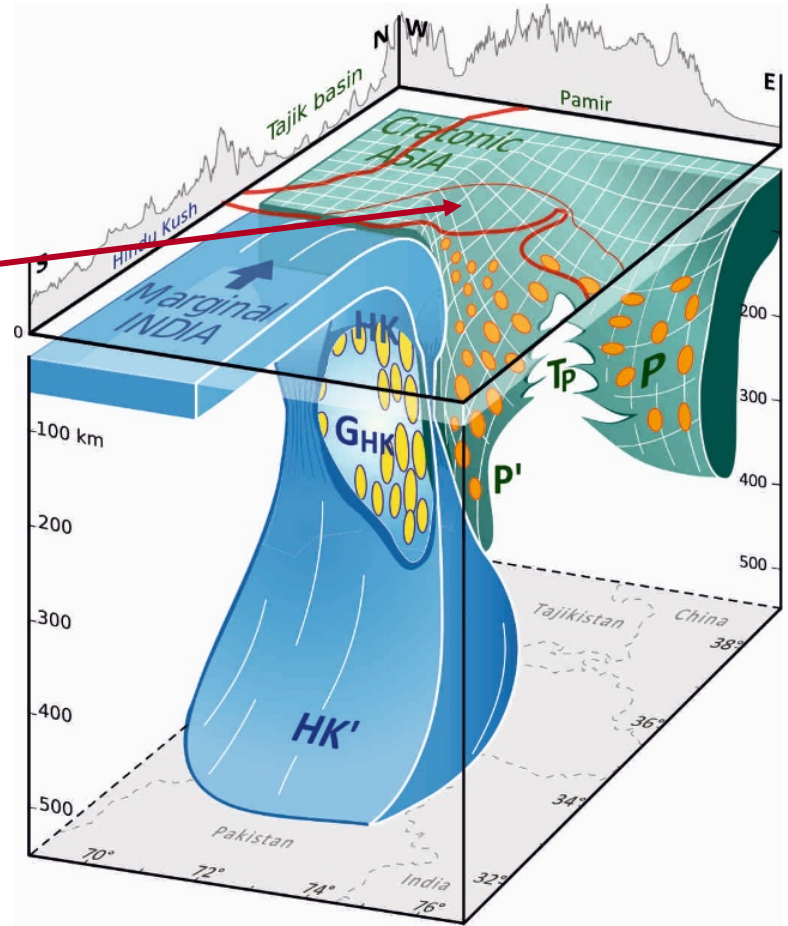 N
W
E
Pamir
Tajik basin
Cratonic
ASIA
Hindu Kush
S
Marginal
INDIA
HK
GHK
TP
P
P'
HK'
0
100 km
200
300
400
500
200
300
400
500
Tajikistan
China
Pakistan
India
38°
36°
34°
32°
70°
72°
74°
76°